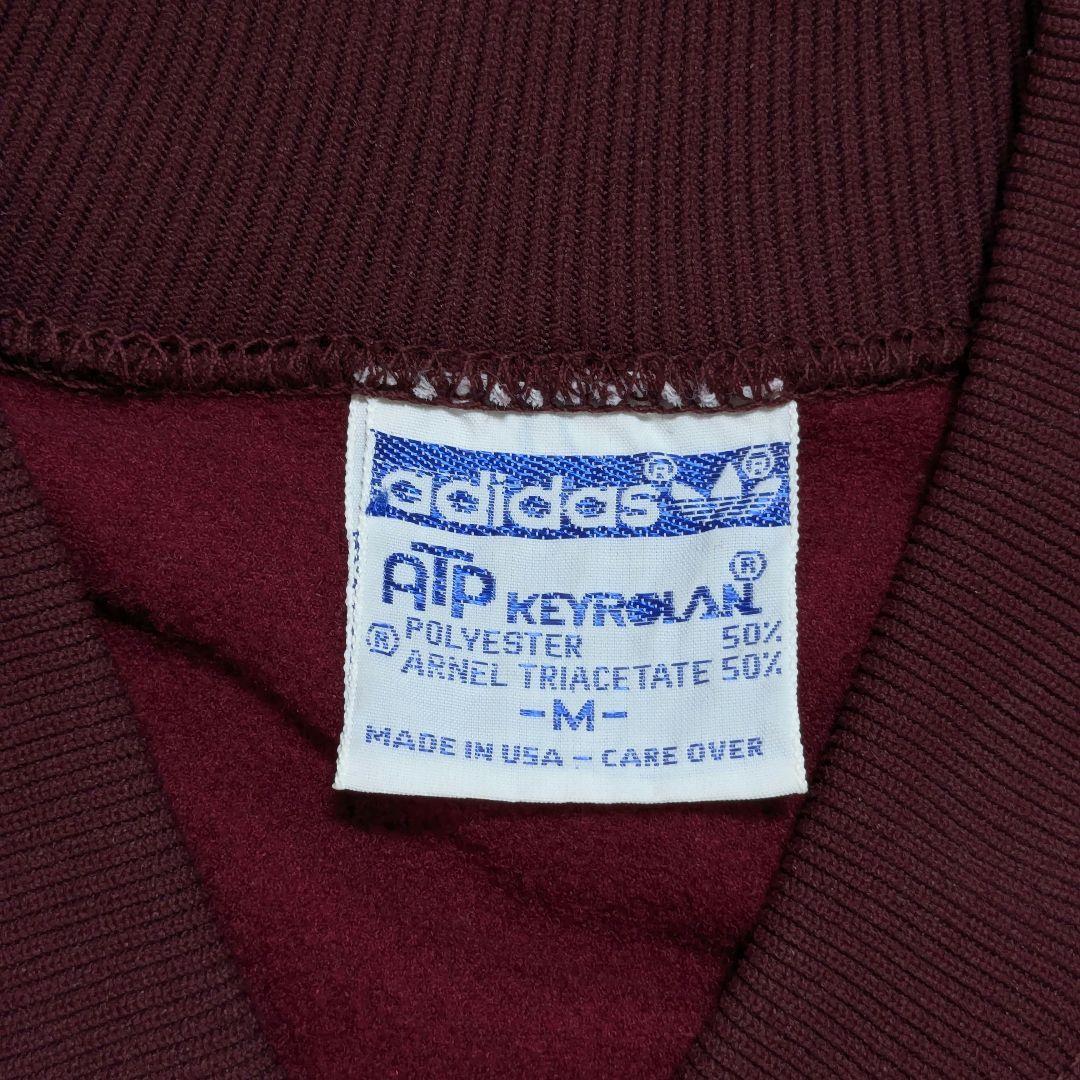 adidas®
ATP KEYROLAN®
POLYESTER 50%
® ARNEL TRIACETATE 50%
-M-
MADE IN USA - CARE OVER